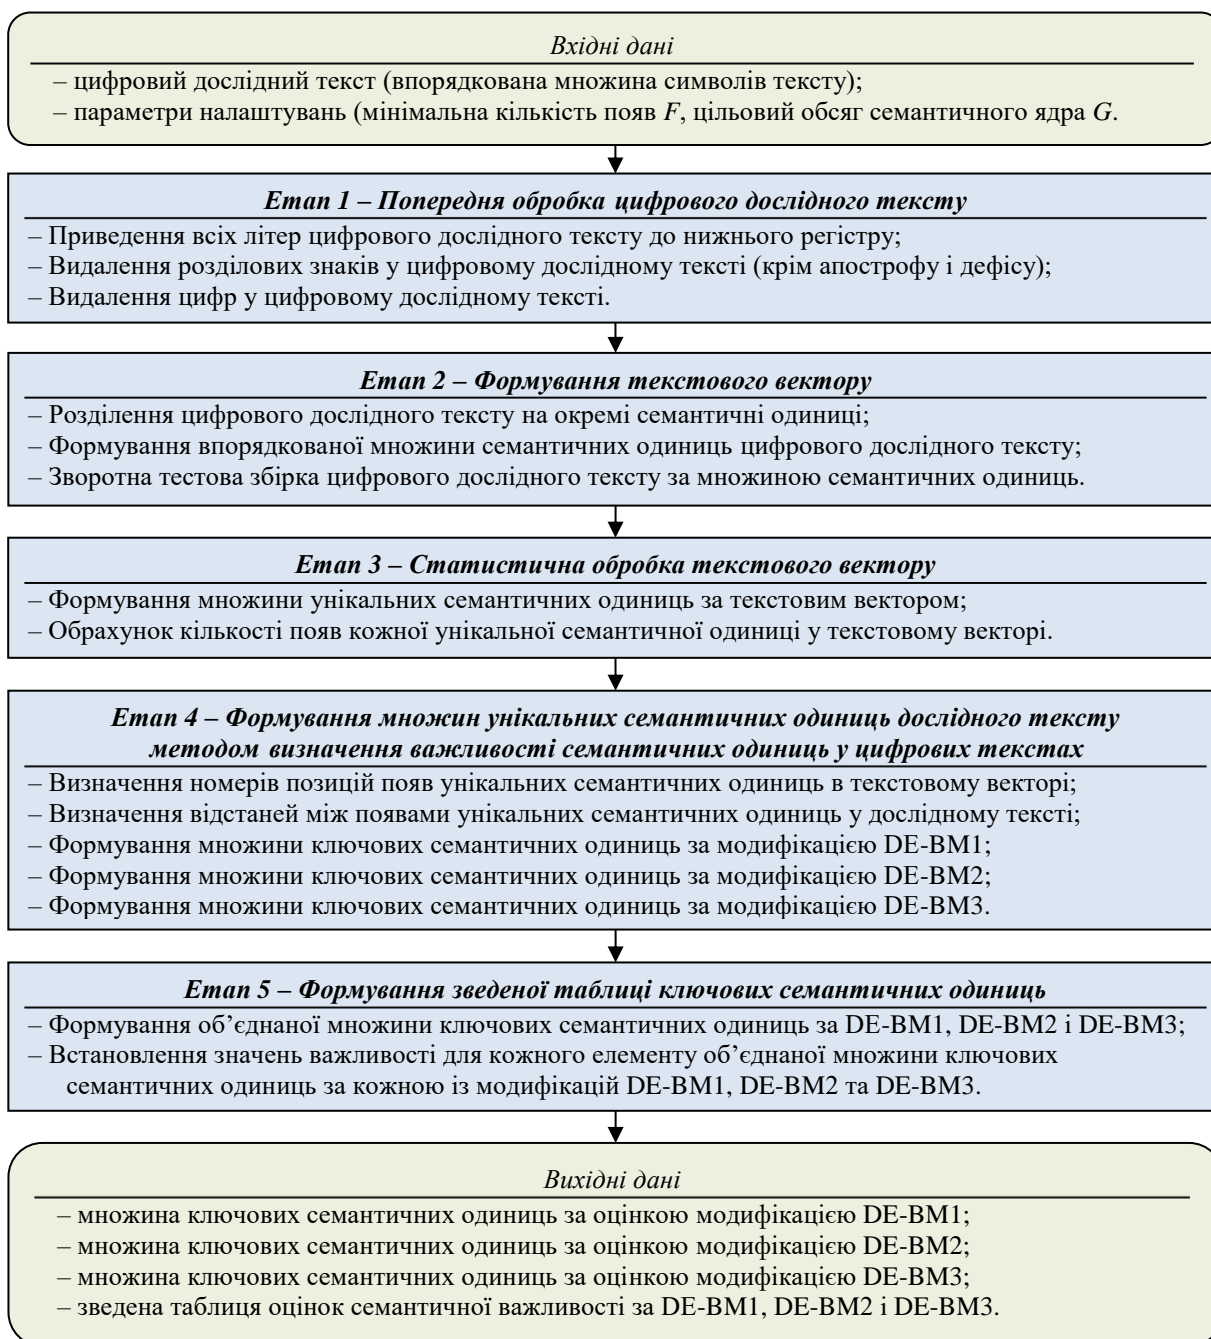 Вхідні дані
– цифровий дослідний текст (впорядкована множина символів тексту);
– параметри налаштувань (мінімальна кількість появ F, цільовий обсяг семантичного ядра G.
Етап 1 – Попередня обробка цифрового дослідного тексту
– Приведення всіх літер цифрового дослідного тексту до нижнього регістру;
– Видалення розділових знаків у цифровому дослідному тексті (крім апострофу і дефісу);
– Видалення цифр у цифровому дослідному тексті.
Етап 2 – Формування текстового вектору
– Розділення цифрового дослідного тексту на окремі семантичні одиниці;
– Формування впорядкованої множини семантичних одиниць цифрового дослідного тексту;
– Зворотна тестова збірка цифрового дослідного тексту за множиною семантичних одиниць.
Етап 3 – Статистична обробка текстового вектору
– Формування множини унікальних семантичних одиниць за текстовим вектором;
– Обрахунок кількості появ кожної унікальної семантичної одиниці у текстовому векторі.
Етап 4 – Формування множин унікальних семантичних одиниць дослідного тексту
методом визначення важливості семантичних одиниць у цифрових текстах
– Визначення номерів позицій появ унікальних семантичних одиниць в текстовому векторі;
– Визначення відстаней між появами унікальних семантичних одиниць у дослідному тексті;
– Формування множини ключових семантичних одиниць за модифікацією DE-BM1;
– Формування множини ключових семантичних одиниць за модифікацією DE-BM2;
– Формування множини ключових семантичних одиниць за модифікацією DE-BM3.
Етап 5 – Формування зведеної таблиці ключових семантичних одиниць
– Формування об’єднаної множини ключових семантичних одиниць за DE-BM1, DE-BM2 і DE-BM3;
– Встановлення значень важливості для кожного елементу об’єднаної множини ключових
семантичних одиниць за кожною із модифікацій DE-BM1, DE-BM2 та DE-BM3.
Вихідні дані
– множина ключових семантичних одиниць за оцінкою модифікацією DE-BM1;
– множина ключових семантичних одиниць за оцінкою модифікацією DE-BM2;
– множина ключових семантичних одиниць за оцінкою модифікацією DE-BM3;
– зведена таблиця оцінок семантичної важливості за DE-BM1, DE-BM2 і DE-BM3.